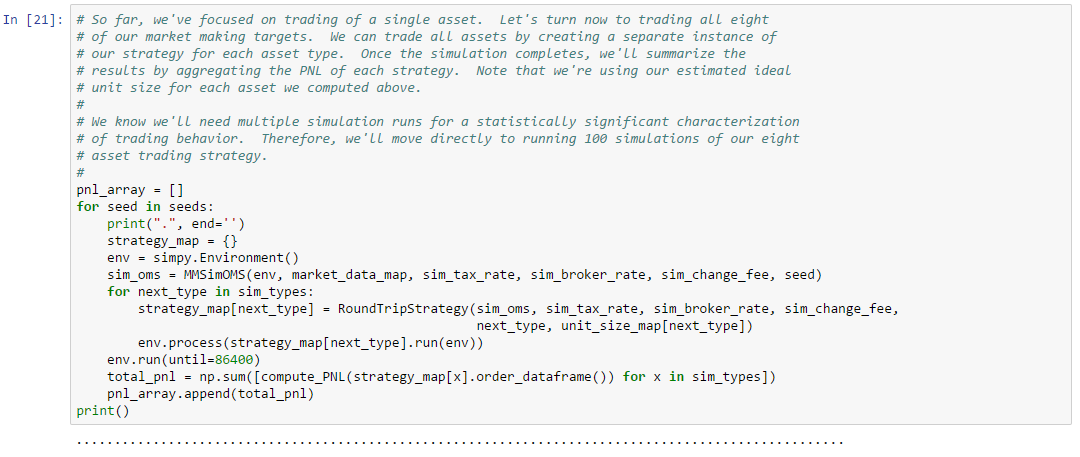 In [21]: # So far, we've focused on trading of a single asset.  Let's turn now to trading all eight
# of our market making targets.  We can trade all assets by creating a separate instance of
# our strategy for each asset type.  Once the simulation completes, we'll summarize the
# results by aggregating the PNL of each strategy.  Note that we're using our estimated ideal
# unit size for each asset we computed above.
#
# We know we'll need multiple simulation runs for a statistically significant characterization
# of trading behavior.  Therefore, we'll move directly to running 100 simulations of our eight
# asset trading strategy.
#
pnl_array = []
for seed in seeds:
    print(".", end='')
    strategy_map = {}
    env = simpy.Environment()
    sim_oms = MMSimOMS(env, market_data_map, sim_tax_rate, sim_broker_rate, sim_change_fee, seed)
    for next_type in sim_types:
        strategy_map[next_type] = RoundTripStrategy(sim_oms, sim_tax_rate, sim_broker_rate, sim_change_fee,
                                                    next_type, unit_size_map[next_type])
        env.process(strategy_map[next_type].run(env))
    env.run(until=86400)
    total_pnl = np.sum([compute_PNL(strategy_map[x].order_dataframe()) for x in sim_types])
    pnl_array.append(total_pnl)
print()
....................................................................................................